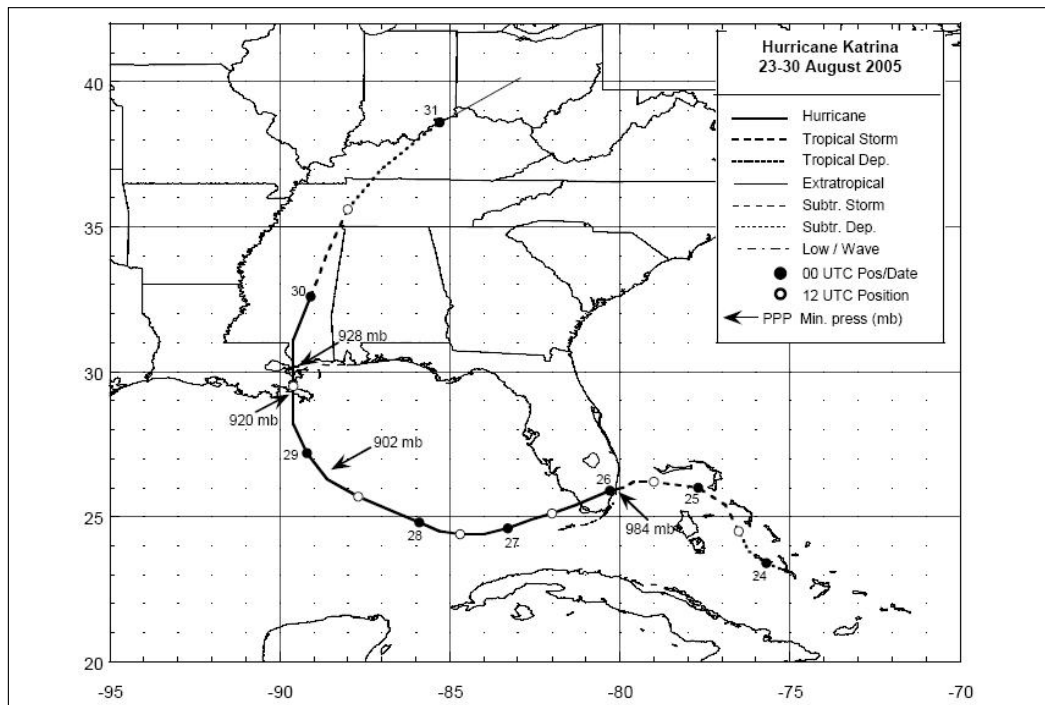 Hurricane Katrina
23-30 August 2005
Hurricane
Tropical Storm
Tropical Dep.
Extratropical
Subtr. Storm
Subtr. Dep.
Low / Wave
00 UTC Pos/Date
12 UTC Position
PPP Min. press (mb)
40
35
30
25
20
31
30
928 mb
920 mb
29
902 mb
28
27
26
984 mb
25
24
-95
-90
-85
-80
-75
-70